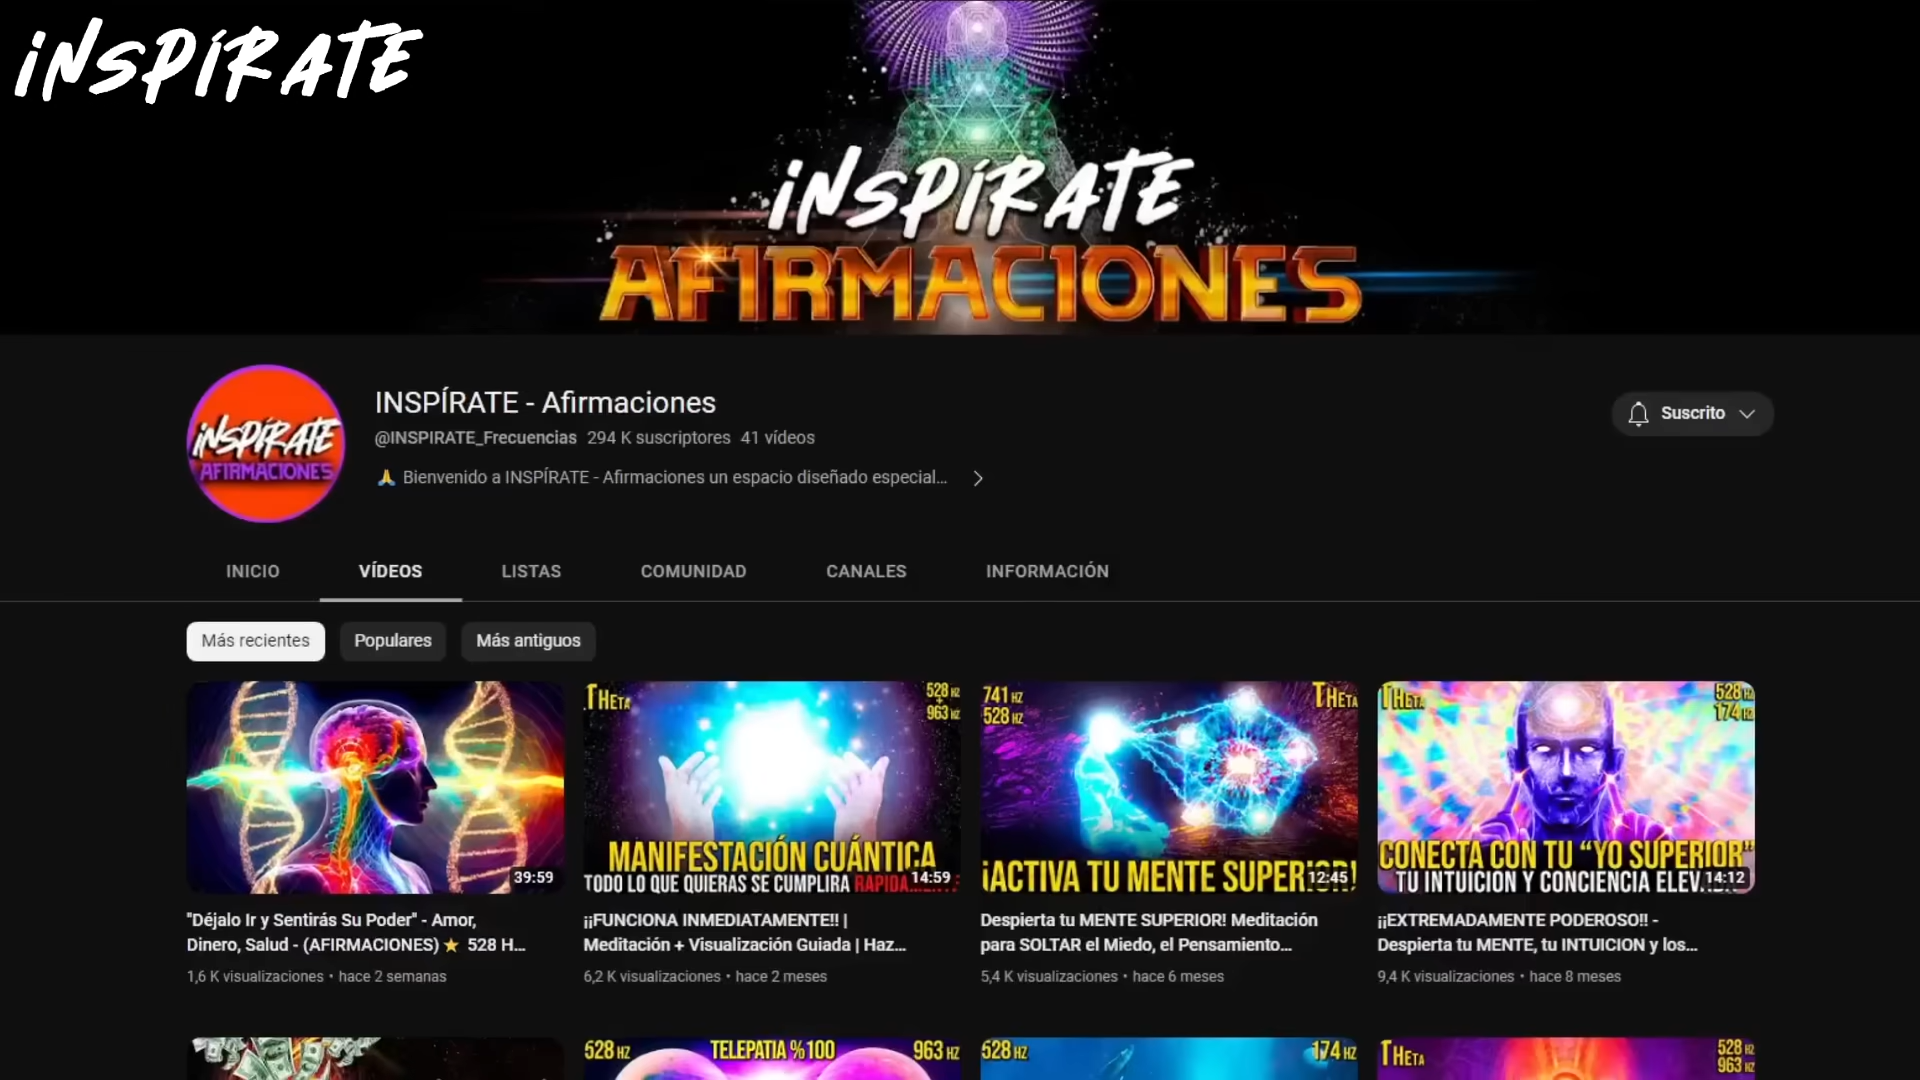 iNSPÍRATE
iNSPÍRATE
AFIRMACIONES
iNSPÍRATE
AFIRMACIONES
INSPÍRATE - Afirmaciones
@INSPIRATE_Frecuencias 294 K suscriptores 41 vídeos
🙏 Bienvenido a INSPÍRATE - Afirmaciones un espacio diseñado especial...
Suscrito
INICIO VÍDEOS LISTAS COMUNIDAD CANALES INFORMACIÓN
Más recientes Populares Más antiguos
39:59
THETA
528 HZ
+
963 HZ
MANIFESTACIÓN CUÁNTICA
TODO LO QUE QUIERAS SE CUMPLIRA
14:59
741 HZ
528 HZ
THETA
¡ACTIVA TU MENTE SUPERIOR!
12:45
THETA
528 HZ
174 HZ
CONECTA CON TU “YO SUPERIOR”
TU INTUICION Y CONCIENCIA
14:12
"Déjalo Ir y Sentirás Su Poder" - Amor,
Dinero, Salud - (AFIRMACIONES) ⭐ 528 H...
1,6 K visualizaciones • hace 2 semanas
¡¡FUNCIONA INMEDIATAMENTE!! |
Meditación + Visualización Guiada | Haz...
6,2 K visualizaciones • hace 2 meses
Despierta tu MENTE SUPERIOR! Meditación
para SOLTAR el Miedo, el Pensamiento...
5,4 K visualizaciones • hace 6 meses
¡¡EXTREMADAMENTE PODEROSO!! -
Despierta tu MENTE, tu INTUICION y los...
9,4 K visualizaciones • hace 8 meses
528 HZ TELEPATIA %100 963 HZ
528 HZ 174 HZ
THETA
528 HZ
963 HZ